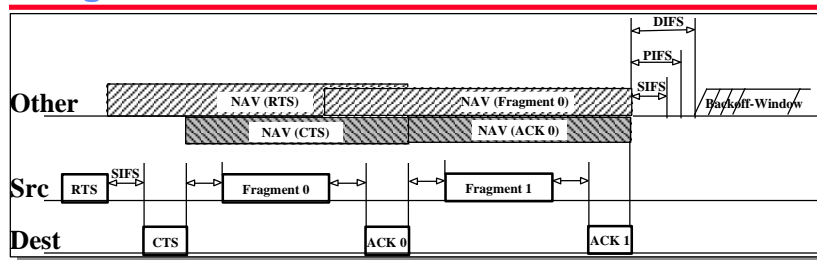 DIFS
PIFS
SIFS
Other
NAV (RTS)
NAV (Fragment 0)
Backoff-Window
NAV (CTS)
NAV (ACK 0)
Src
RTS
SIFS
Fragment 0
Fragment 1
Dest
CTS
ACK 0
ACK 1